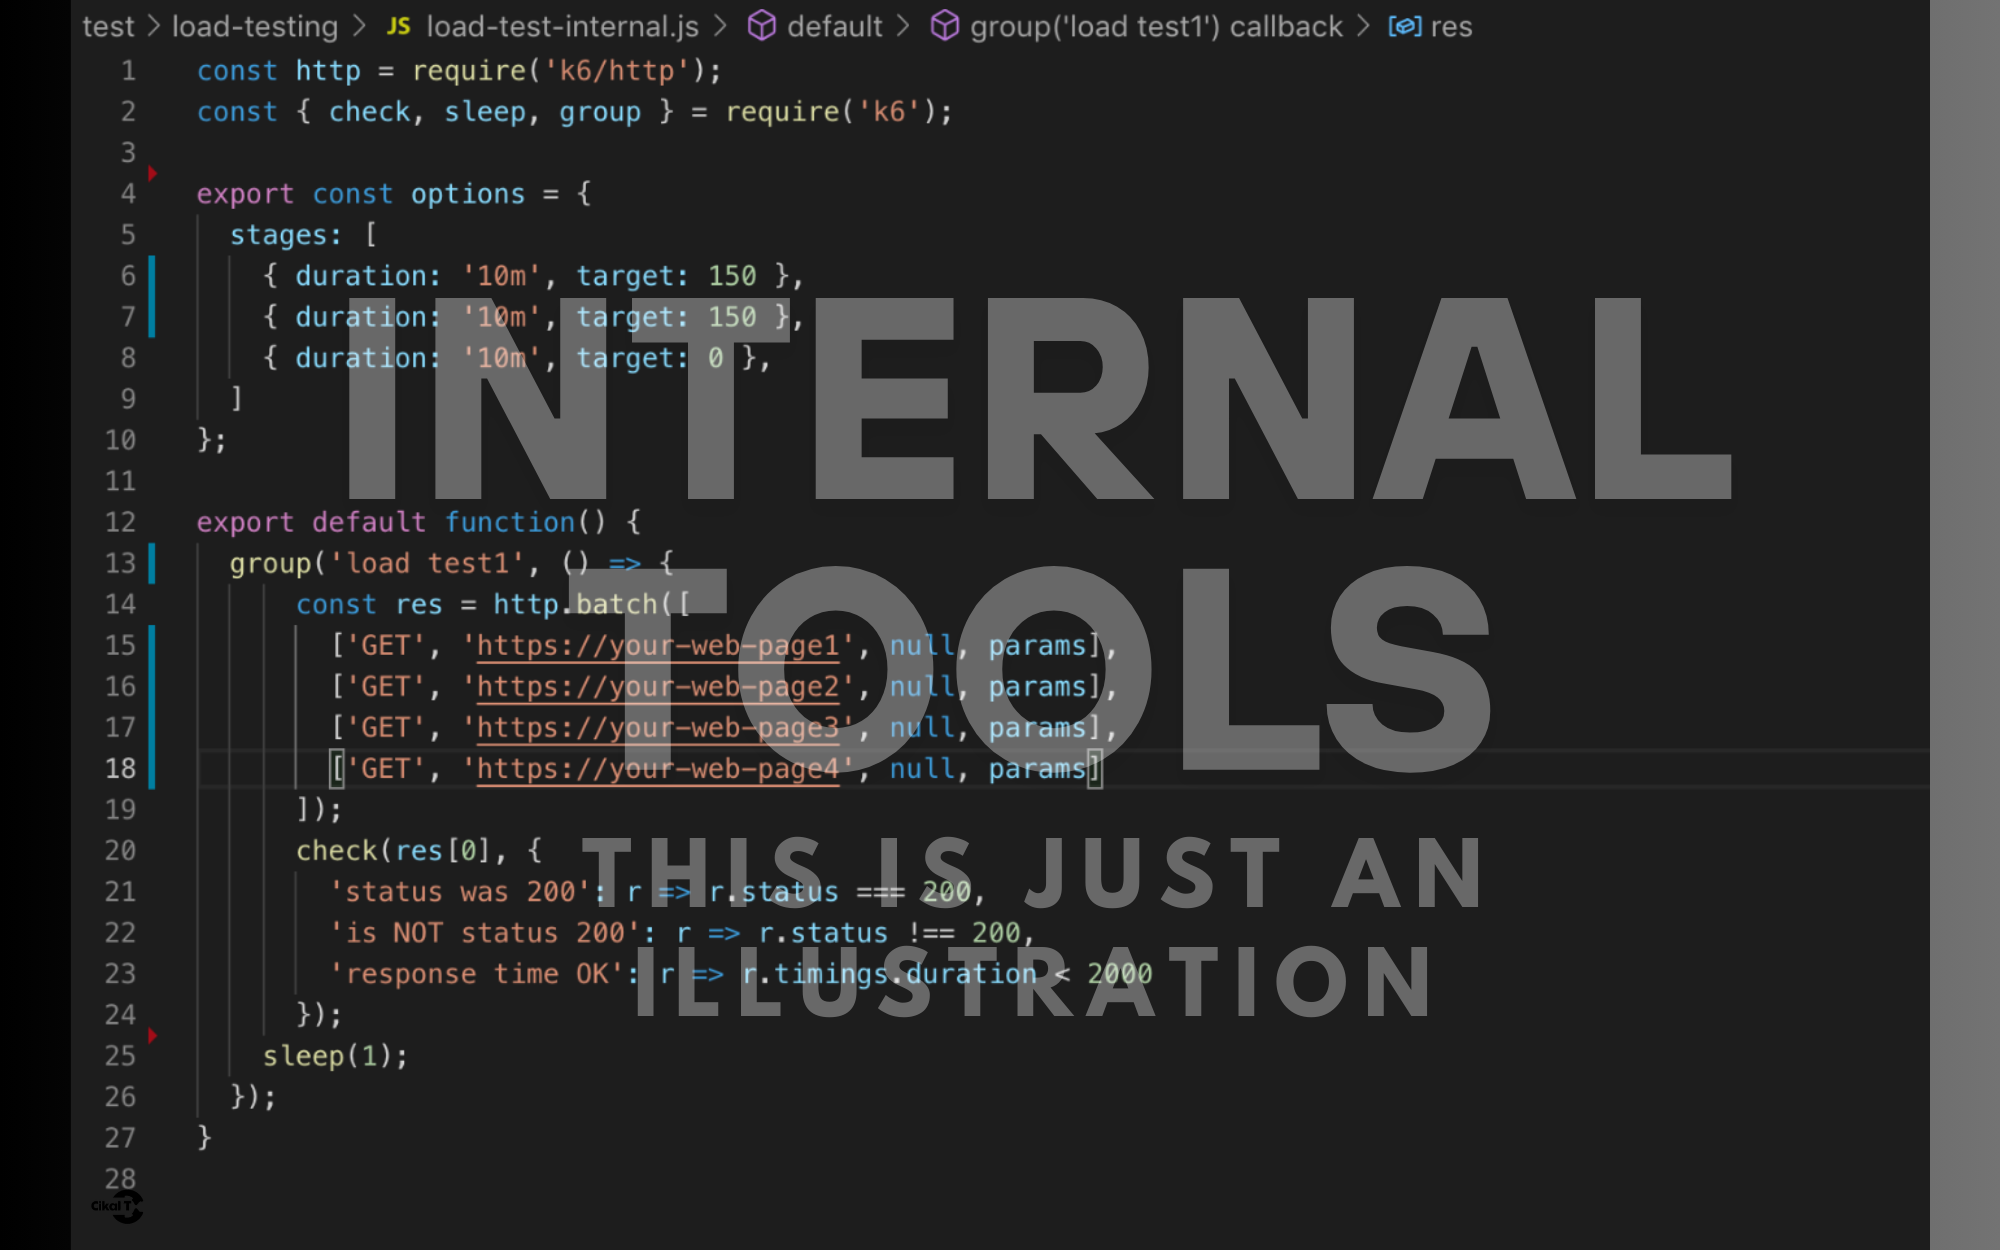 test > load-testing > JS load-test-internal.js > default > group('load test1') callback > res
1 const http = require('k6/http');
2 const { check, sleep, group } = require('k6');
3
4 export const options = {
5 stages: [
6 { duration: '10m', target: 150 },
7 { duration: '10m', target: 150 },
8 { duration: '10m', target: 0 },
9 ]
10 };
11
12 export default function() {
13 group('load test1', () => {
14 const res = http.batch([
15 ['GET', 'https://your-web-page1', null, params],
16 ['GET', 'https://your-web-page2', null, params],
17 ['GET', 'https://your-web-page3', null, params],
18 ['GET', 'https://your-web-page4', null, params]
19 ]);
20 check(res[0], {
21 'status was 200': r => r.status === 200,
22 'is NOT status 200': r => r.status !== 200,
23 'response time OK': r => r.timings.duration < 2000
24 });
25 sleep(1);
26 });
27 }
28
INTERNAL
TOOLS
THIS IS JUST AN
ILLUSTRATION
Cikal T